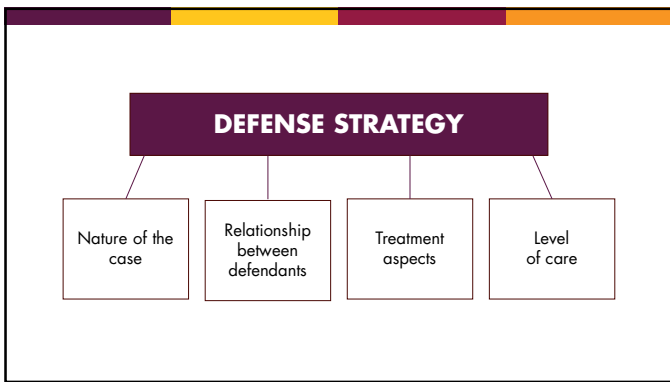 DEFENSE STRATEGY
Nature of the
case
Relationship
between
defendants
Treatment
aspects
Level
of care